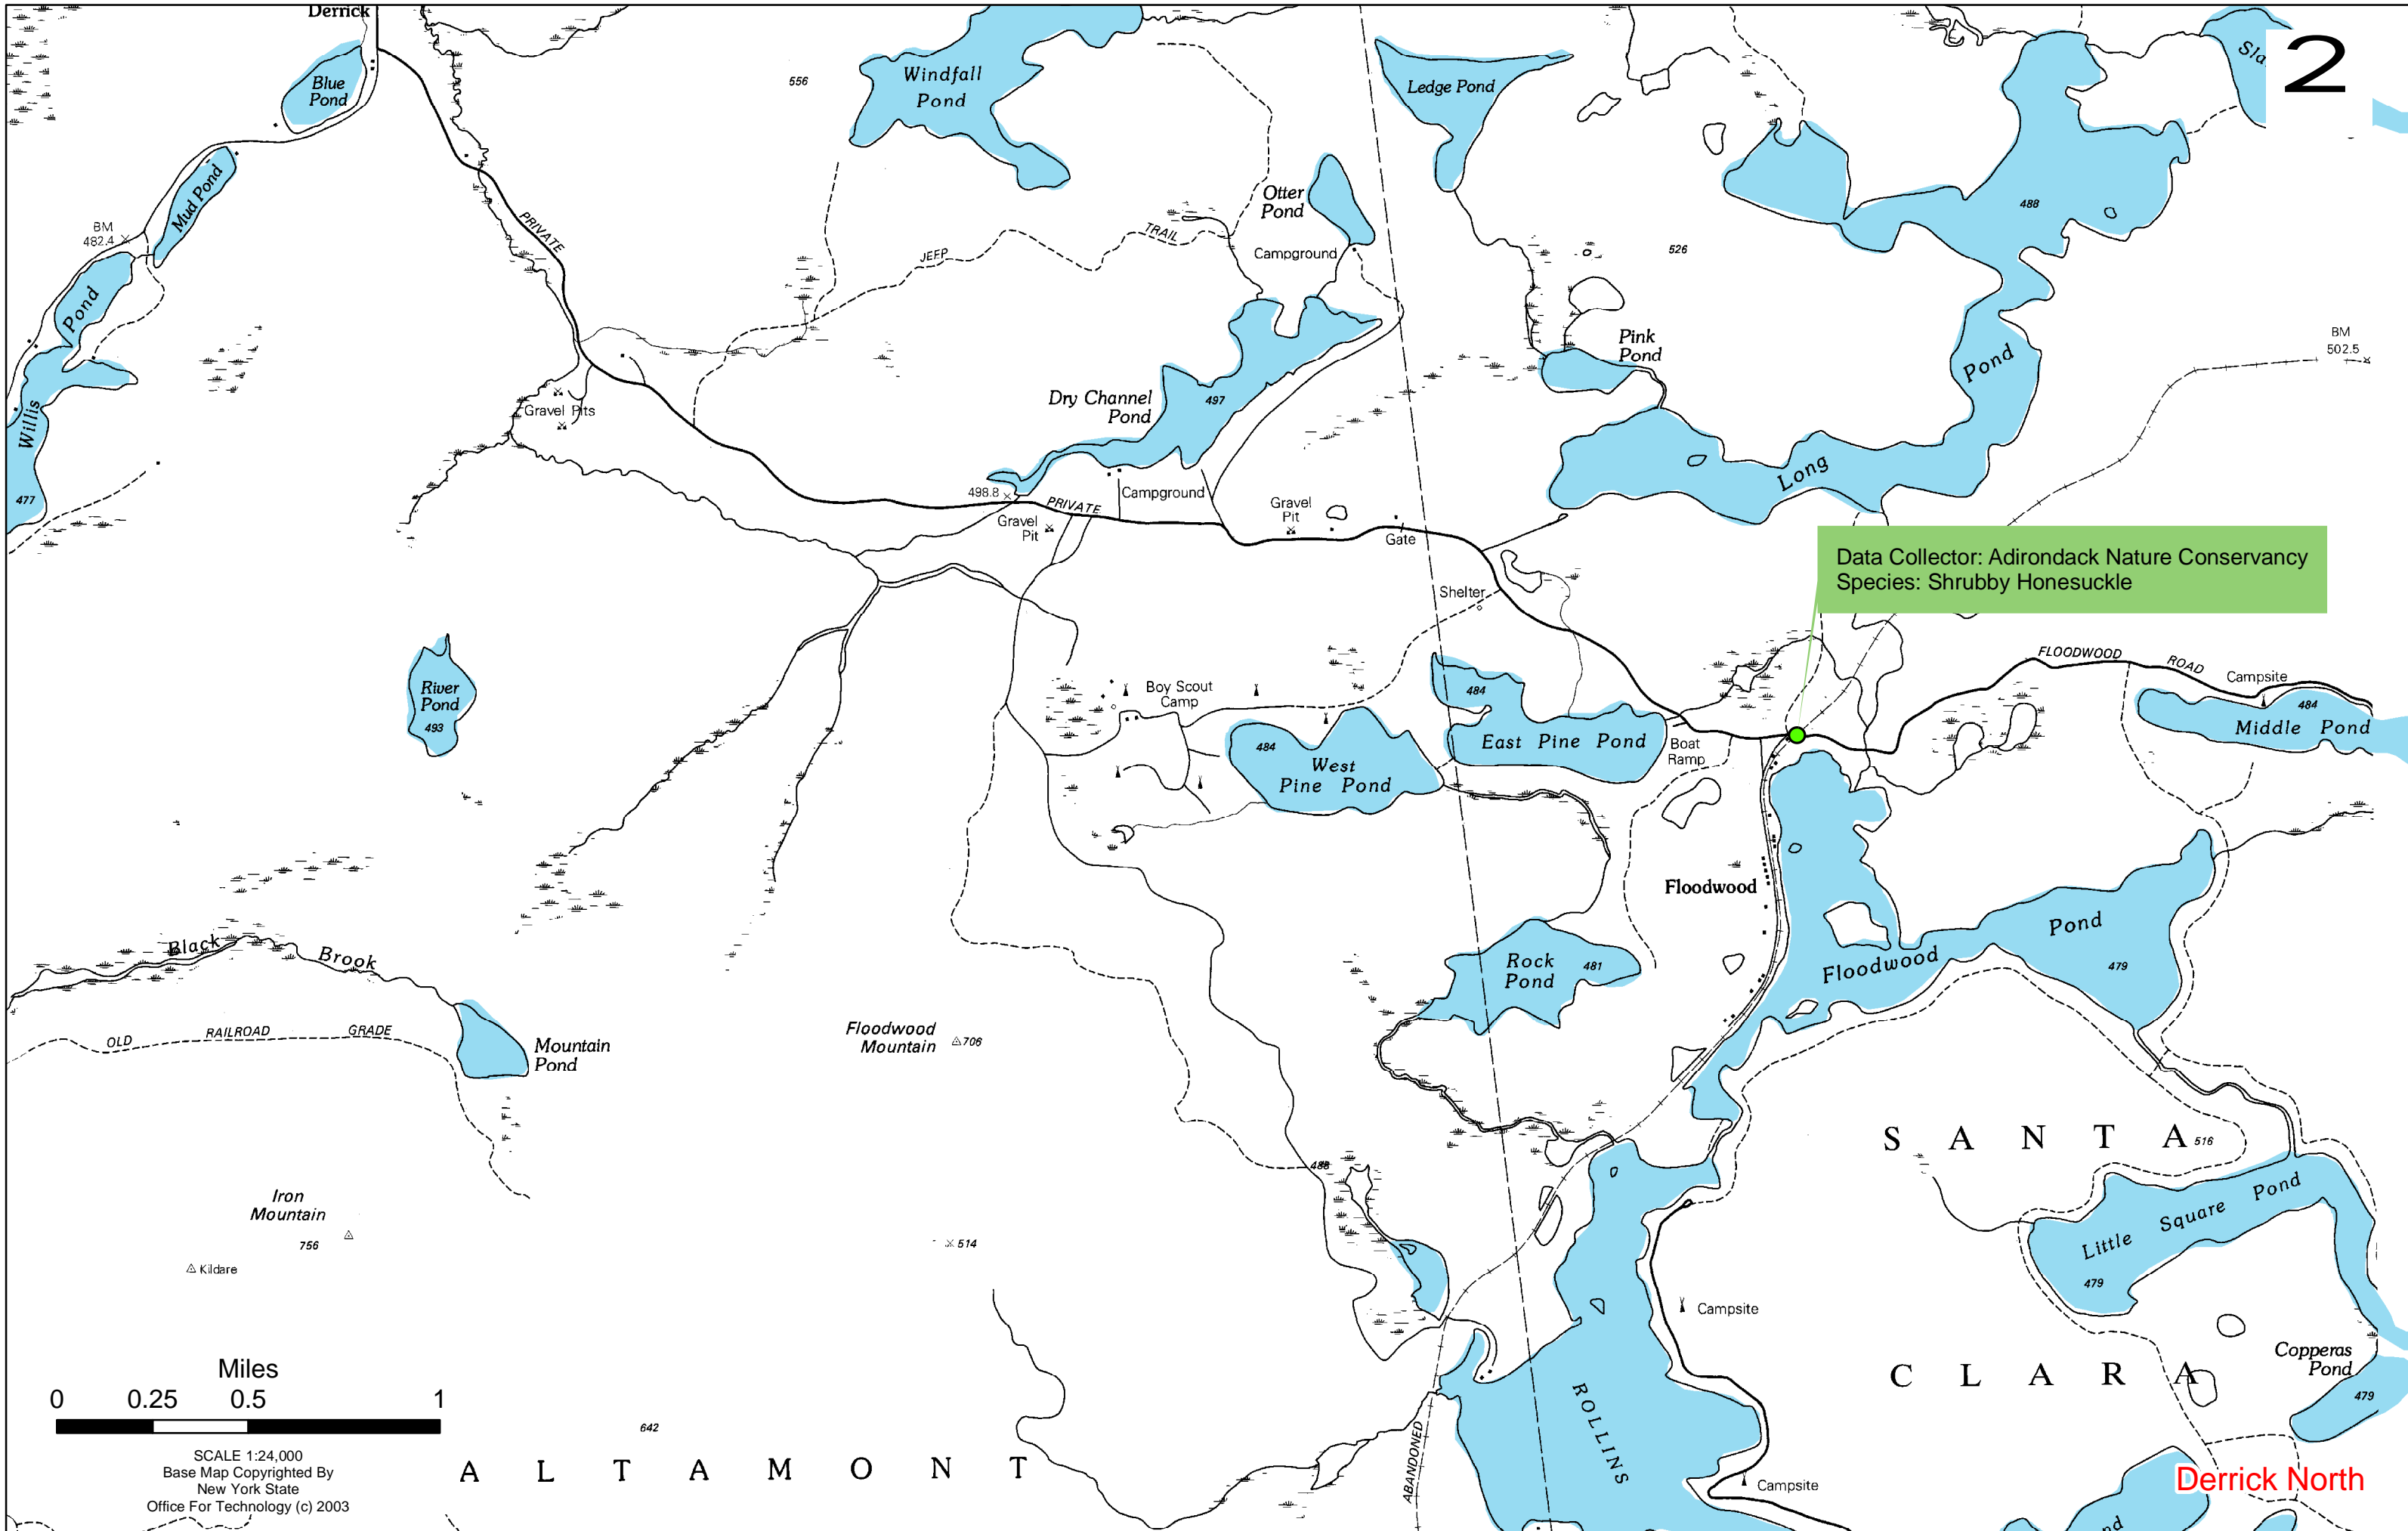 Derrick
2
Blue
Pond
556
Windfall
Pond
Ledge Pond
Mud Pond
BM
482.4
PRIVATE
Otter
Pond
Campground
JEEP
TRAIL
526
488
Pond
Willis
477
Gravel Pits
Dry Channel
Pond
497
Pink
Pond
BM
502.5
Long
Pond
498.8
PRIVATE
Campground
Gravel
Pit
Gravel
Pit
Gate
Data Collector: Adirondack Nature Conservancy
Species: Shrubby Honesuckle
Shelter
FLOODWOOD
ROAD
Campsite
River
Pond
493
Boy Scout
Camp
484
484
West
Pine Pond
East Pine Pond
Boat
Ramp
484
Middle Pond
Floodwood
Black
Brook
Rock
Pond
481
Floodwood
Pond
479
OLD
RAILROAD
GRADE
Mountain
Pond
Floodwood
Mountain
706
SANTA
516
Iron
Mountain
756
Kildare
514
Little Square Pond
479
Campsite
Copperas
Pond
479
CLARA
Miles
0 0.25 0.5 1
SCALE 1:24,000
Base Map Copyrighted By
New York State
Office For Technology (c) 2003
642
ALTAMONT
ABANDONED
ROLLINS
Campsite
Derrick North